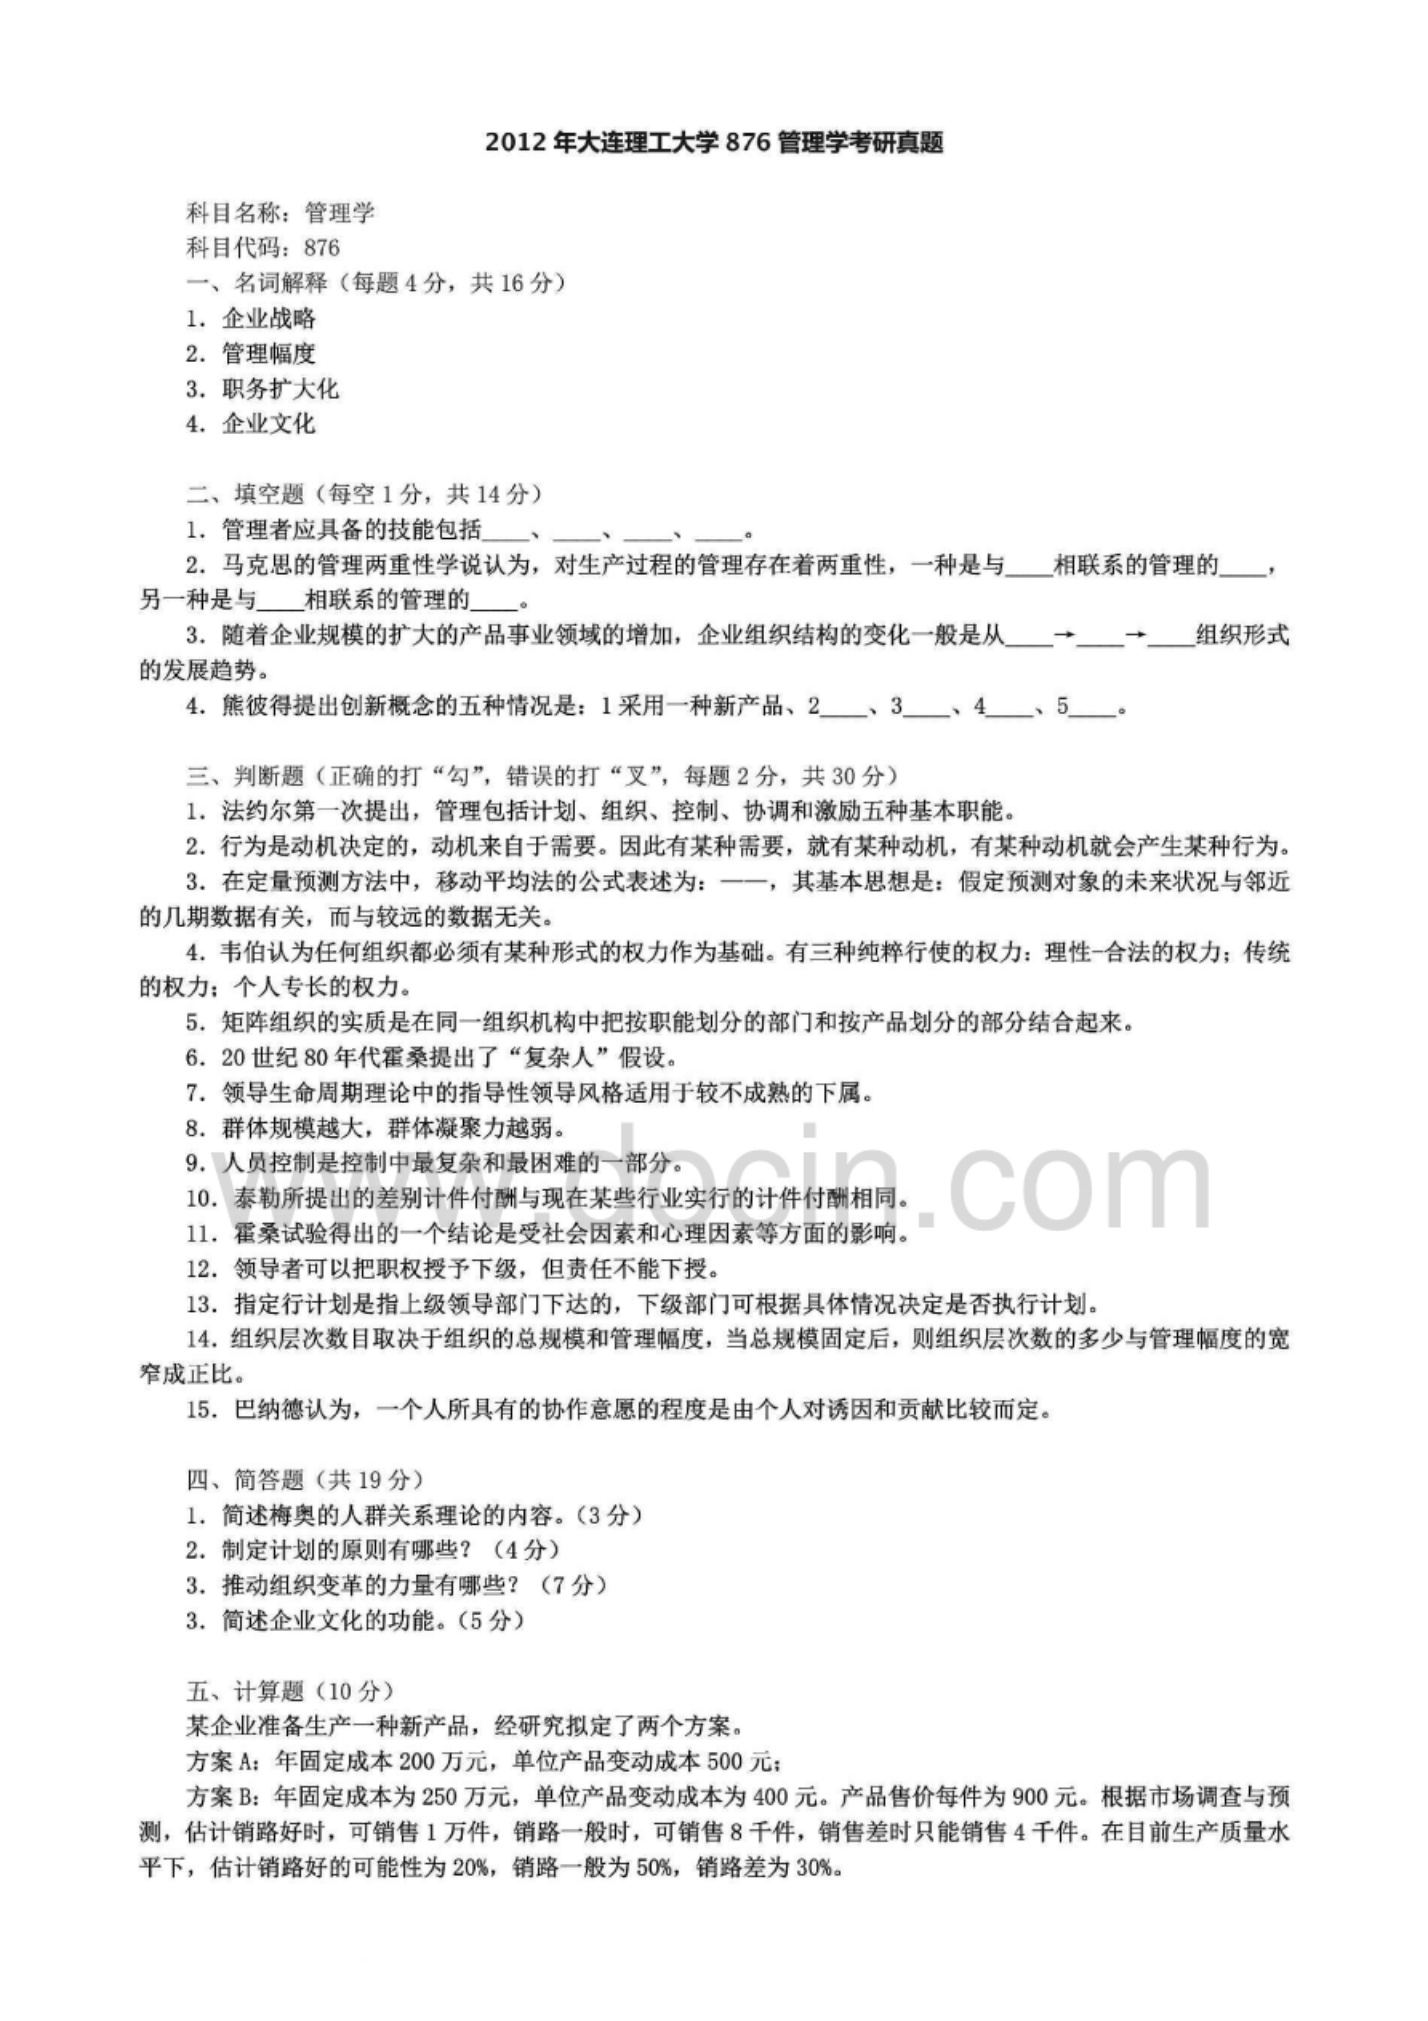 2012 年大连理工大学 876 管理学考研真题
科目名称：管理学
科目代码：876
一、名词解释（每题 4 分，共 16 分）
1．企业战略
2．管理幅度
3．职务扩大化
4．企业文化
二、填空题（每空 1 分，共 14 分）
1．管理者应具备的技能包括____、____、____、____。
2．马克思的管理两重性学说认为，对生产过程的管理存在着两重性，一种是与____相联系的管理的____，
另一种是与____相联系的管理的____。
3．随着企业规模的扩大的产品事业领域的增加，企业组织结构的变化一般是从____→____→____组织形式
的发展趋势。
4．熊彼得提出创新概念的五种情况是：1 采用一种新产品、2____、3____、4____、5____。
三、判断题（正确的打“勾”，错误的打“叉”，每题 2 分，共 30 分）
1．法约尔第一次提出，管理包括计划、组织、控制、协调和激励五种基本职能。
2．行为是动机决定的，动机来自于需要。因此有某种需要，就有某种动机，有某种动机就会产生某种行为。
3．在定量预测方法中，移动平均法的公式表述为：——，其基本思想是：假定预测对象的未来状况与邻近
的几期数据有关，而与较远的数据无关。
4．韦伯认为任何组织都必须有某种形式的权力作为基础。有三种纯粹行使的权力：理性-合法的权力；传统
的权力；个人专长的权力。
5．矩阵组织的实质是在同一组织机构中把按职能划分的部门和按产品划分的部分结合起来。
6．20 世纪 80 年代霍桑提出了“复杂人”假设。
7．领导生命周期理论中的指导性领导风格适用于较不成熟的下属。
8．群体规模越大，群体凝聚力越弱。
9．人员控制是控制中最复杂和最困难的一部分。
10．泰勒所提出的差别计件付酬与现在某些行业实行的计件付酬相同。
www.docin.com
11．霍桑试验得出的一个结论是受社会因素和心理因素等方面的影响。
12．领导者可以把职权授予下级，但责任不能下授。
13．指定行计划是指上级领导部门下达的，下级部门可根据具体情况决定是否执行计划。
14．组织层次数目取决于组织的总规模和管理幅度，当总规模固定后，则组织层次数的多少与管理幅度的宽
窄成正比。
15．巴纳德认为，一个人所具有的协作意愿的程度是由个人对诱因和贡献比较而定。
四、简答题（共 19 分）
1．简述梅奥的人群关系理论的内容。（3 分）
2．制定计划的原则有哪些？（4 分）
3．推动组织变革的力量有哪些？（7 分）
3．简述企业文化的功能。（5 分）
五、计算题（10 分）
某企业准备生产一种新产品，经研究拟定了两个方案。
方案 A：年固定成本 200 万元，单位产品变动成本 500 元；
方案 B：年固定成本为 250 万元，单位产品变动成本为 400 元。产品售价每件为 900 元。根据市场调查与预
测，估计销路好时，可销售 1 万件，销路一般时，可销售 8 千件，销售差时只能销售 4 千件。在目前生产质量水
平下，估计销路好的可能性为 20%，销路一般为 50%，销路差为 30%。